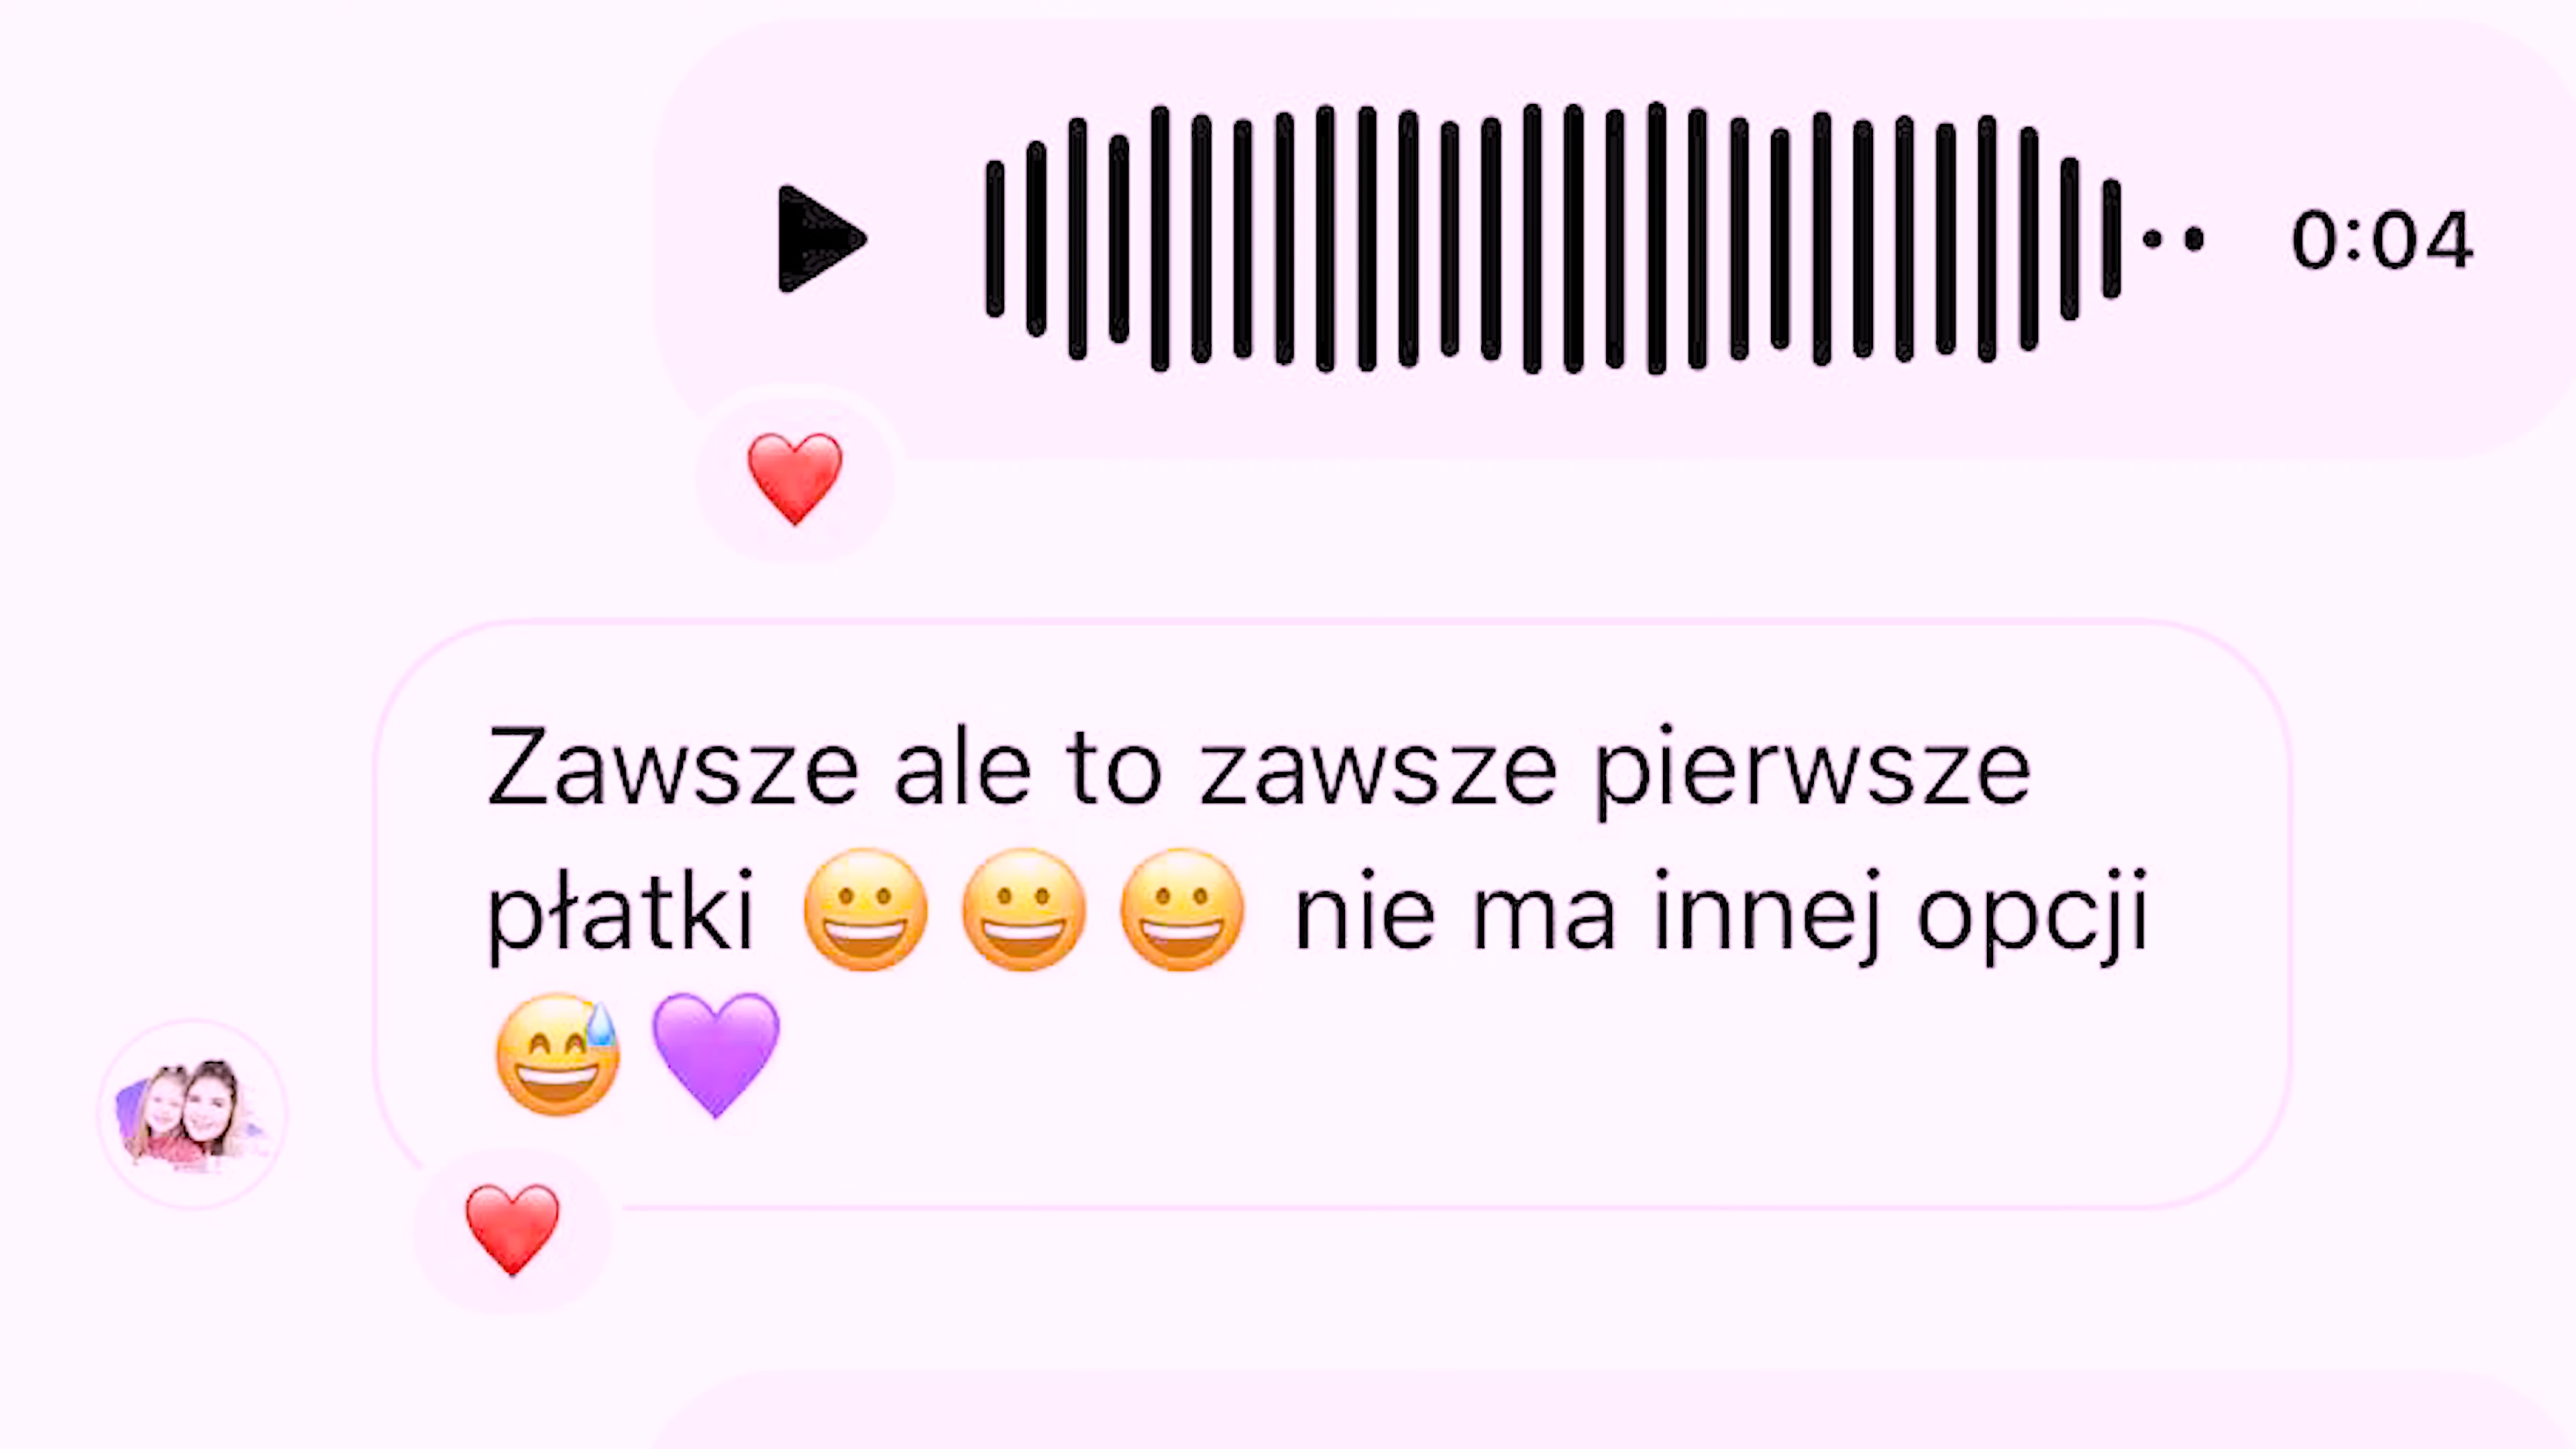 0:04
Zawsze ale to zawsze pierwsze
płatki 😀😀😀 nie ma innej opcji
😅💜